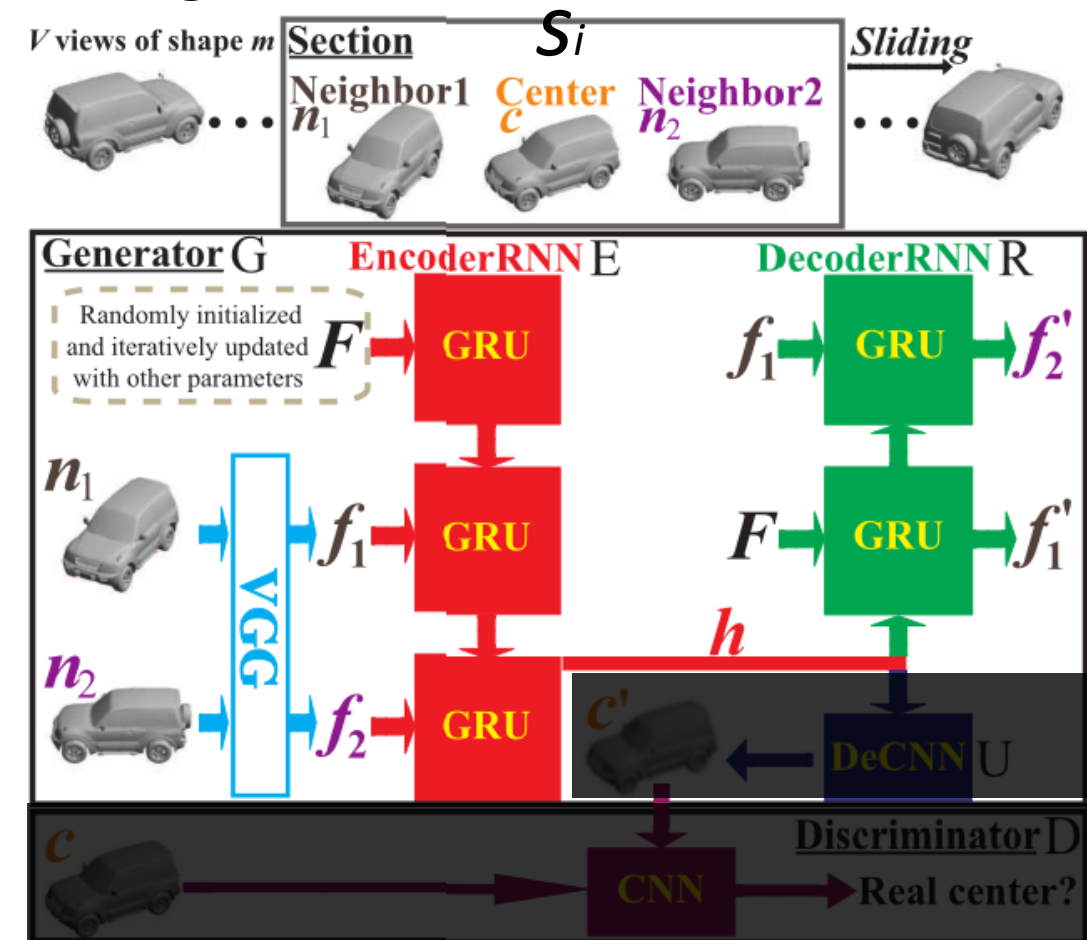 V views of shape m
Section
Si
Sliding
Neighbor1
n1
Center
c
Neighbor2
n2
Generator G
EncoderRNN E
DecoderRNN R
Randomly initialized
and iteratively updated
with other parameters
F
GRU
f1
GRU
f'2
n1
VGG
f1
GRU
F
GRU
f'1
h
n2
f2
GRU
c'
DeCNN U
Discriminator D
c
CNN
Real center?